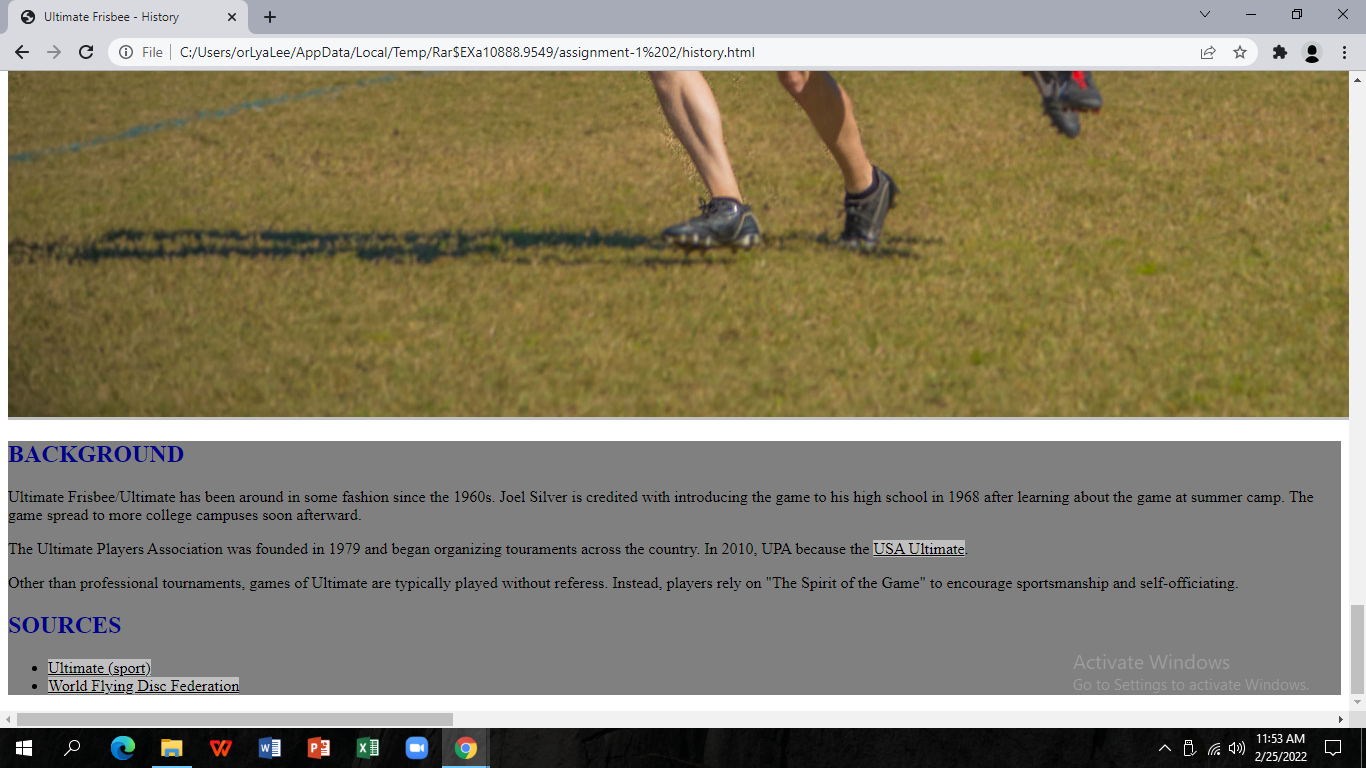 Ultimate Frisbee - History
File
C:/Users/orLyaLee/AppData/Local/Temp/Rar$EXa10888.9549/assignment-1%202/history.html
BACKGROUND
Ultimate Frisbee/Ultimate has been around in some fashion since the 1960s. Joel Silver is credited with introducing the game to his high school in 1968 after learning about the game at summer camp. The
game spread to more college campuses soon afterward.
The Ultimate Players Association was founded in 1979 and began organizing touraments across the country. In 2010, UPA because the USA Ultimate.
Other than professional tournaments, games of Ultimate are typically played without referess. Instead, players rely on "The Spirit of the Game" to encourage sportsmanship and self-officiating.
SOURCES
Ultimate (sport)
World Flying Disc Federation
Activate Windows
Go to Settings to activate Windows.
11:53 AM
2/25/2022